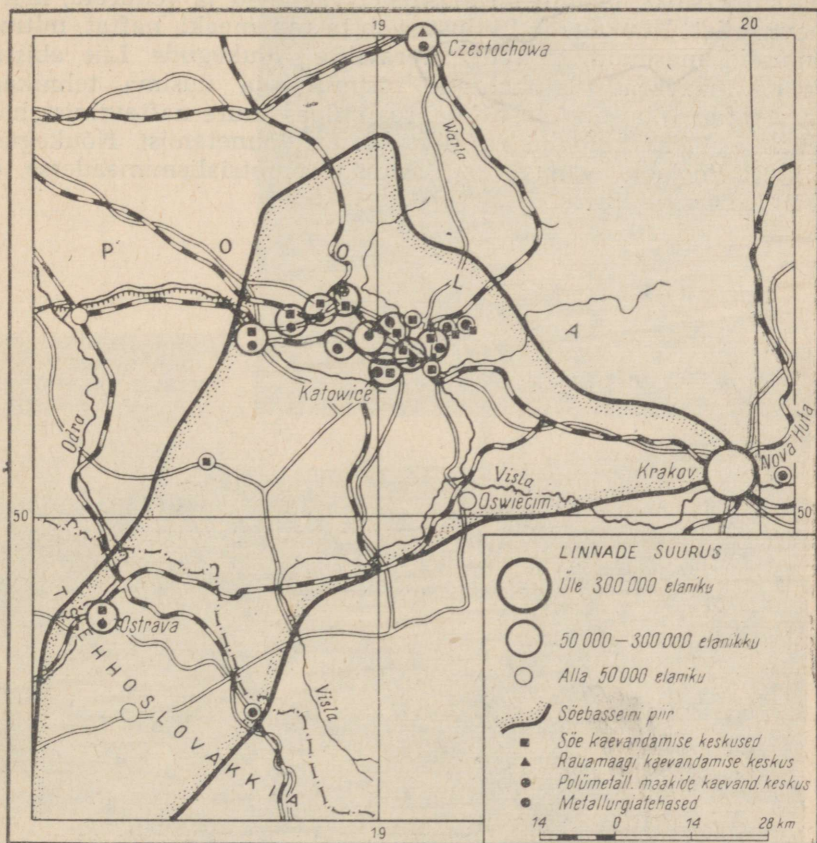 19
20
Czestochowa
Warta
P O L A
Katowice
Odra
Visla
Krakov
Nova Huta
Oswiecim
50
50
Ostrava
TŠEHHOSLOVAKKIA
Visla
19
LINNADE SUURUS
Üle 300 000 elaniku
50 000 – 300 000 elanikku
Alla 50 000 elaniku
Söebasseini piir
Söe kaevandamise keskused
Rauamaagi kaevandamise keskus
Polümetall. maakide kaevand. keskus
Metallurgiatehased
14 0 14 28 km